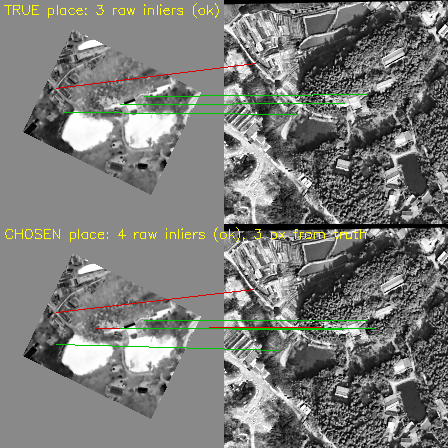 TRUE place: 3 raw inliers (ok)
CHOSEN place: 4 raw inliers (ok), 3 px from truth